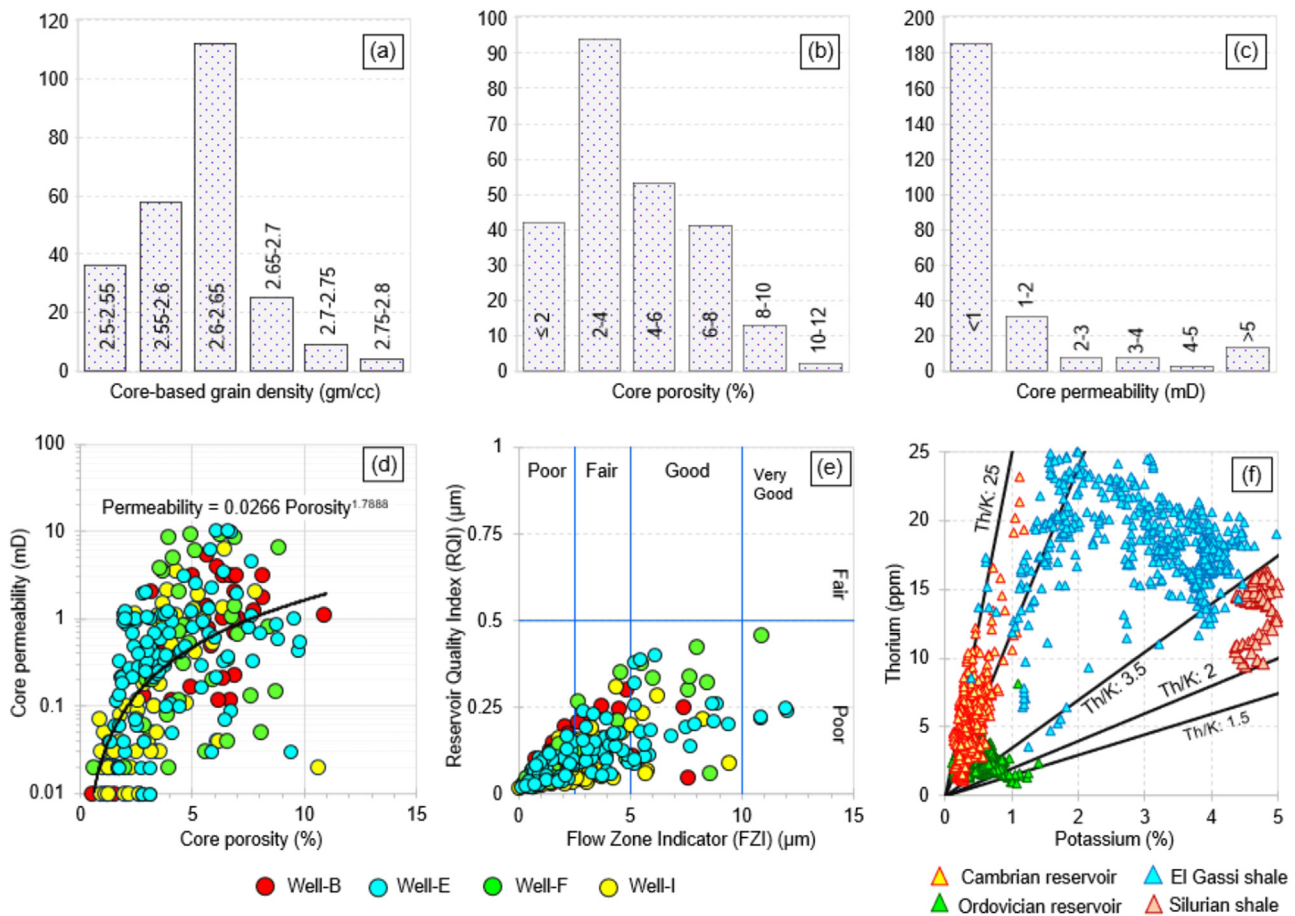 (a)
120
100
80
60
40
20
0
2.5-2.55
2.55-2.6
2.6-2.65
2.65-2.7
2.7-2.75
2.75-2.8
Core-based grain density (gm/cc)
(b)
100
90
80
70
60
50
40
30
20
10
0
≤ 2
2-4
4-6
6-8
8-10
10-12
Core porosity (%)
(c)
200
180
160
140
120
100
80
60
40
20
0
<1
1-2
2-3
3-4
4-5
>5
Core permeability (mD)
(d)
Permeability = 0.0266 Porosity^1.7888
Core permeability (mD)
100
10
1
0.1
0.01
0
5
10
15
Core porosity (%)
(e)
Poor
Fair
Good
Very
Good
Fair
Poor
Reservoir Quality Index (RQI) (µm)
1
0.75
0.5
0.25
0
0
5
10
15
Flow Zone Indicator (FZI) (µm)
(f)
Th/K: 25
Th/K: 3.5
Th/K: 2
Th/K: 1.5
Thorium (ppm)
25
20
15
10
5
0
0
1
2
3
4
5
Potassium (%)
Well-B
Well-E
Well-F
Well-I
Cambrian reservoir
El Gassi shale
Ordovician reservoir
Silurian shale